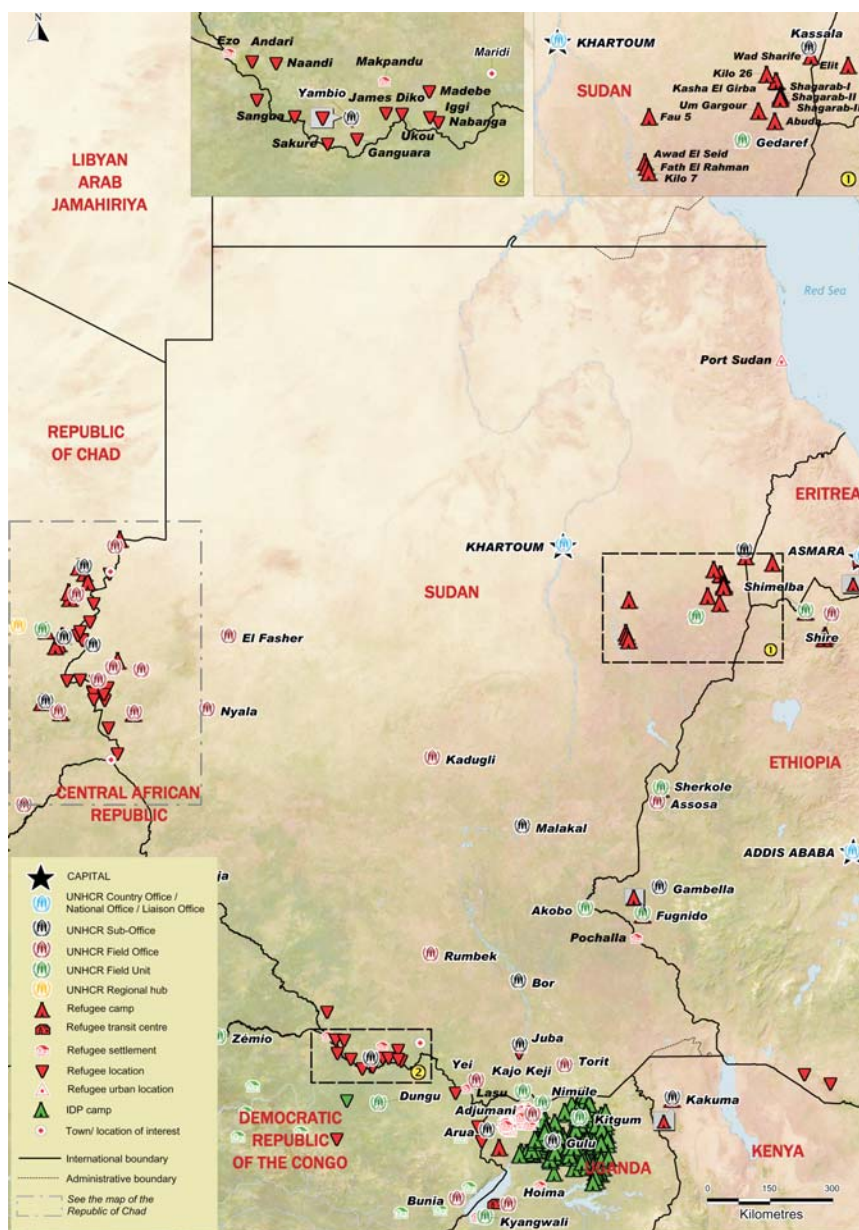 N
Ezo
Andari
Naandi
Makpandu
Maridi
Yambio
James Diko
Madebe
Iggi
Nabanga
Sangba
Ukou
Sakure
Ganguara
2
KHARTOUM
Kassala
SUDAN
Wad Sharife
Elit
Kilo 26
Kasha El Girba
Shagarab-I
Shagarab-II
Shagarab-II
Um Gargour
Fau 5
Abuda
Gedaref
Awad El Seid
Fath El Rahman
Kilo 7
1
LIBYAN
ARAB
JAMAHIRIYA
Red Sea
Port Sudan
REPUBLIC
OF CHAD
ERITREA
KHARTOUM
ASMARA
SUDAN
Shimelba
Shire
1
El Fasher
Nyala
Kadugli
ETHIOPIA
Sherkole
Assosa
CENTRAL AFRICAN
REPUBLIC
Malakal
ADDIS ABABA
Gambella
Akobo
Fugnido
Pochalla
Rumbek
Bor
Zémio
Juba
2
Yei
Kajo Keji
Torit
Lasu
Nimule
Dungu
Adjumani
Kitgum
Kakuma
Arua
DEMOCRATIC
REPUBLIC
OF THE CONGO
Gulu
UGANDA
KENYA
Hoima
Bunia
Kyangwali
ja
CAPITAL
UNHCR Country Office /
National Office / Liaison Office
UNHCR Sub-Office
UNHCR Field Office
UNHCR Field Unit
UNHCR Regional hub
Refugee camp
Refugee transit centre
Refugee settlement
Refugee location
Refugee urban location
IDP camp
Town/ location of interest
International boundary
Administrative boundary
See the map of the
Republic of Chad
0 150 300
Kilometres